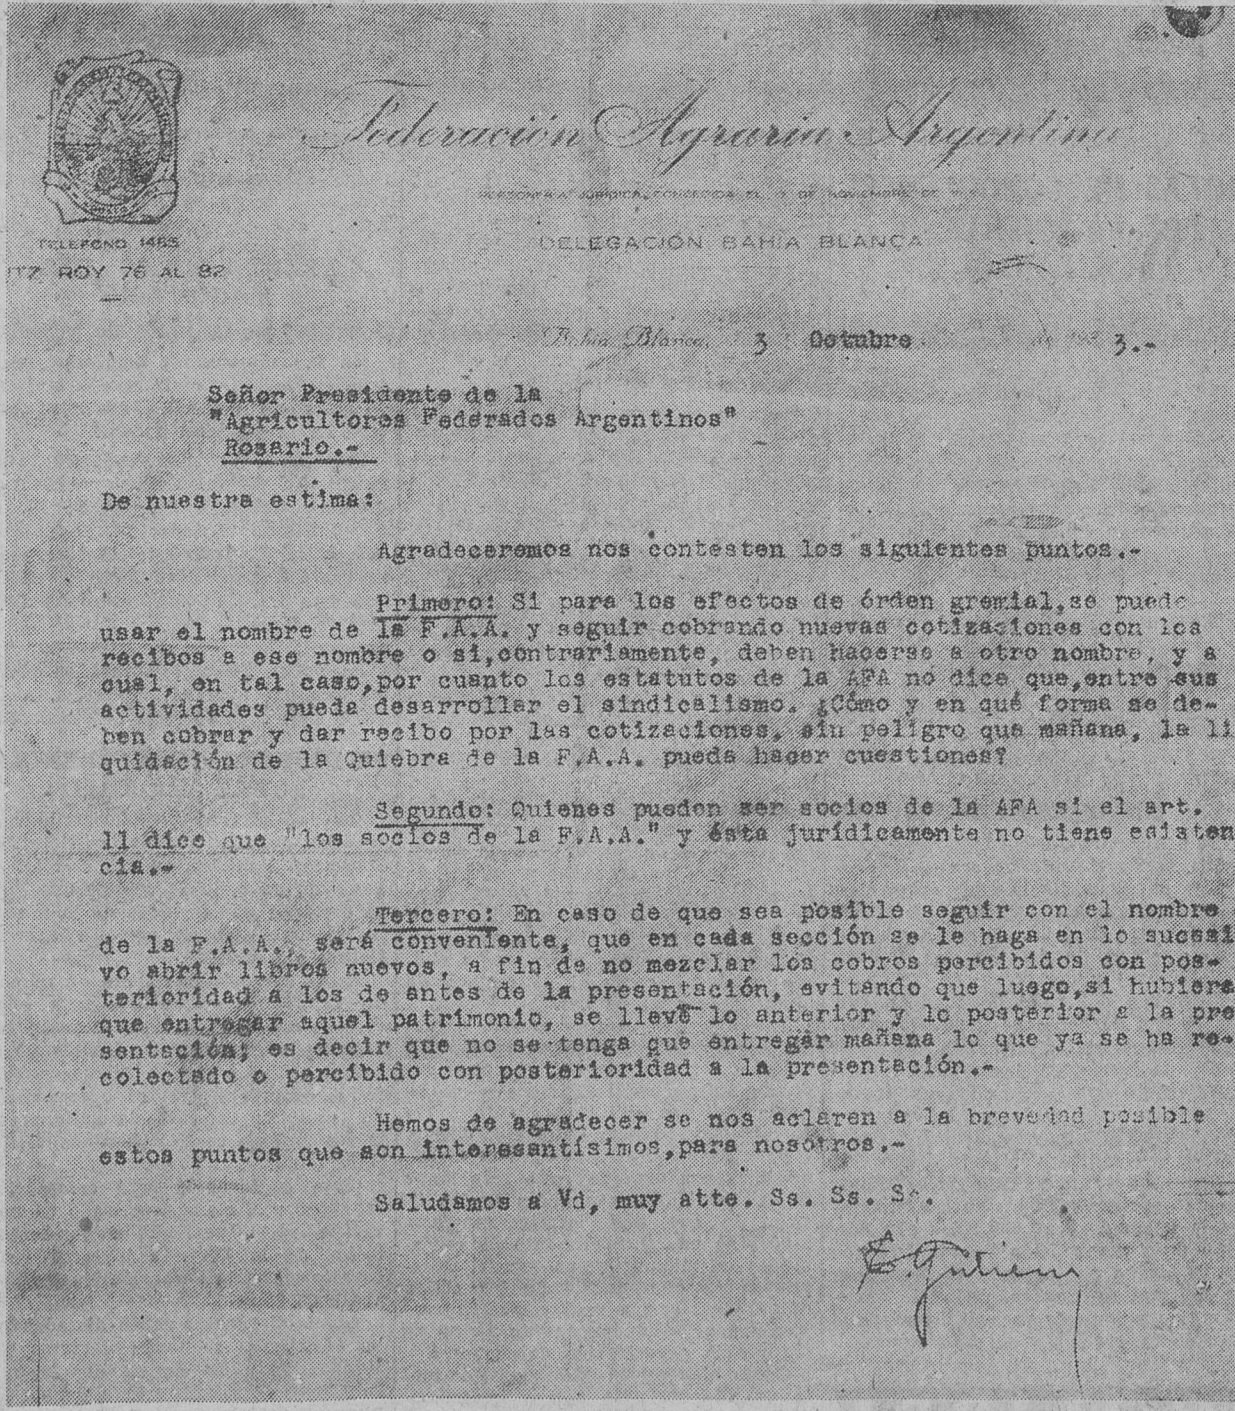 Federación Agraria Argentina
PERSONERIA JURIDICA, CONCEDIDA EL DE NOVIEMBRE DE
TELEFONO 1465
DELEGACIÓN BAHIA BLANCA
ITZ ROY 76 AL 82
Bahia Blanca, 3 Octubre de 3.-
Señor Presidente de la
"Agricultores Federados Argentinos"
Rosario.-
De nuestra estima:
Agradeceremos nos contesten los siguientes puntos.-
Primero: Si para los efectos de órden gremial,se puede
usar el nombre de la F.A.A. y seguir cobrando nuevas cotizaciones con los
recibos a ese nombre o si,contrariamente, deben hacerse a otro nombre, y a
cual, en tal caso,por cuanto los estatutos de la AFA no dice que,entre sus
actividades pueda desarrollar el sindicalismo. ¿Cómo y en qué forma se de-
ben cobrar y dar recibo por las cotizaciones, sin peligro que mañana, la li
quidación de la Quiebra de la F.A.A. pueda hacer cuestiones?
Segundo: Quienes pueden ser socios de la AFA si el art.
11 dice que "los socios de la F.A.A." y ésta jurídicamente no tiene existen
cia.-
Tercero: En caso de que sea posible seguir con el nombre
de la F.A.A., será conveniente, que en cada sección se le haga en lo sucesi
vo abrir libros nuevos, a fin de no mezclar los cobros percibidos con pos-
terioridad a los de antes de la presentación, evitando que luego,si hubiera
que entregar aquel patrimonio, se lleve lo anterior y lo posterior a la pre
sentación; es decir que no se tenga que entregar mañana lo que ya se ha re-
colectado o percibido con posterioridad a la presentación.-
Hemos de agradecer se nos aclaren a la brevedad posible
estos puntos que son interesantísimos,para nosotros.-
Saludamos a Vd, muy atte. Ss. Ss. Ss.
E.